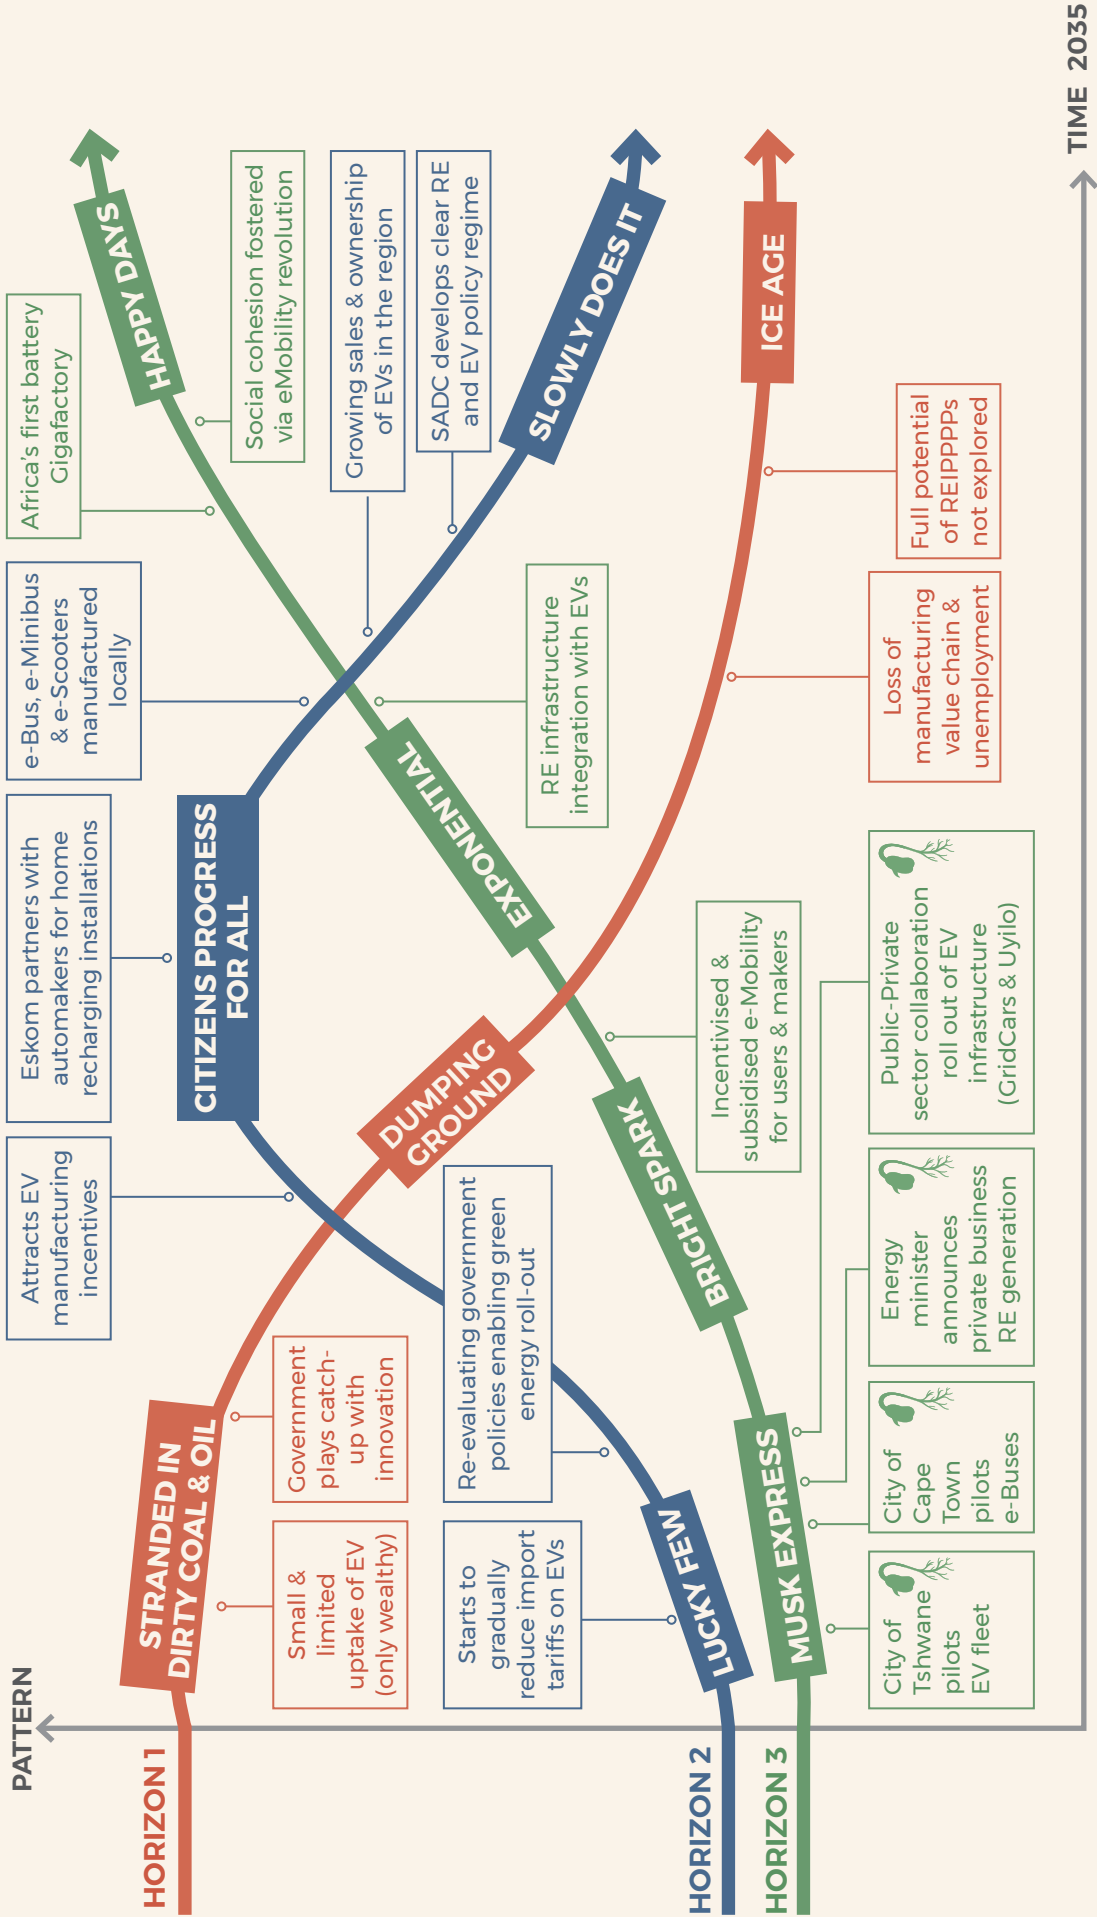 PATTERN
HORIZON 1
STRANDED IN
DIRTY COAL & OIL
Small &
limited
uptake of EV
(only wealthy)
Government
plays catch-
up with
innovation
DUMPING
GROUND
Loss of
manufacturing
value chain &
unemployment
Full potential
of REIPPPPs
not explored
ICE AGE
HORIZON 2
LUCKY FEW
Starts to
gradually
reduce import
tariffs on EVs
Re-evaluating government
policies enabling green
energy roll-out
Attracts EV
manufacturing
incentives
CITIZENS PROGRESS
FOR ALL
Eskom partners with
automakers for home
recharging installations
e-Bus, e-Minibus
& e-Scooters
manufactured
locally
Growing sales & ownership
of EVs in the region
SADC develops clear RE
and EV policy regime
SLOWLY DOES IT
HORIZON 3
MUSK EXPRESS
City of
Tshwane
pilots
EV fleet
City of
Cape
Town
pilots
e-Buses
Energy
minister
announces
private business
RE generation
Public-Private
sector collaboration
roll out of EV
infrastructure
(GridCars & Uyilo)
BRIGHT SPARK
Incentivised &
subsidised e-Mobility
for users & makers
EXPONENTIAL
RE infrastructure
integration with EVs
Africa's first battery
Gigafactory
Social cohesion fostered
via eMobility revolution
HAPPY DAYS
TIME 2035